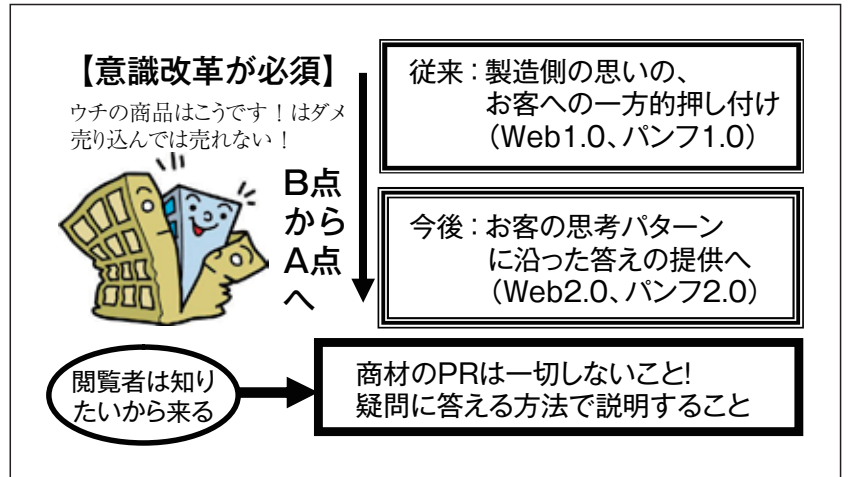 【意識改革が必須】
ウチの商品はこうです！はダメ
売り込んでは売れない！
B点
から
A点
へ
従来：製造側の思いの、
お客への一方的押し付け
（Web1.0、パンフ1.0）
今後：お客の思考パターン
に沿った答えの提供へ
（Web2.0、パンフ2.0）
閲覧者は知り
たいから来る
商材のPRは一切しないこと！
疑問に答える方法で説明すること